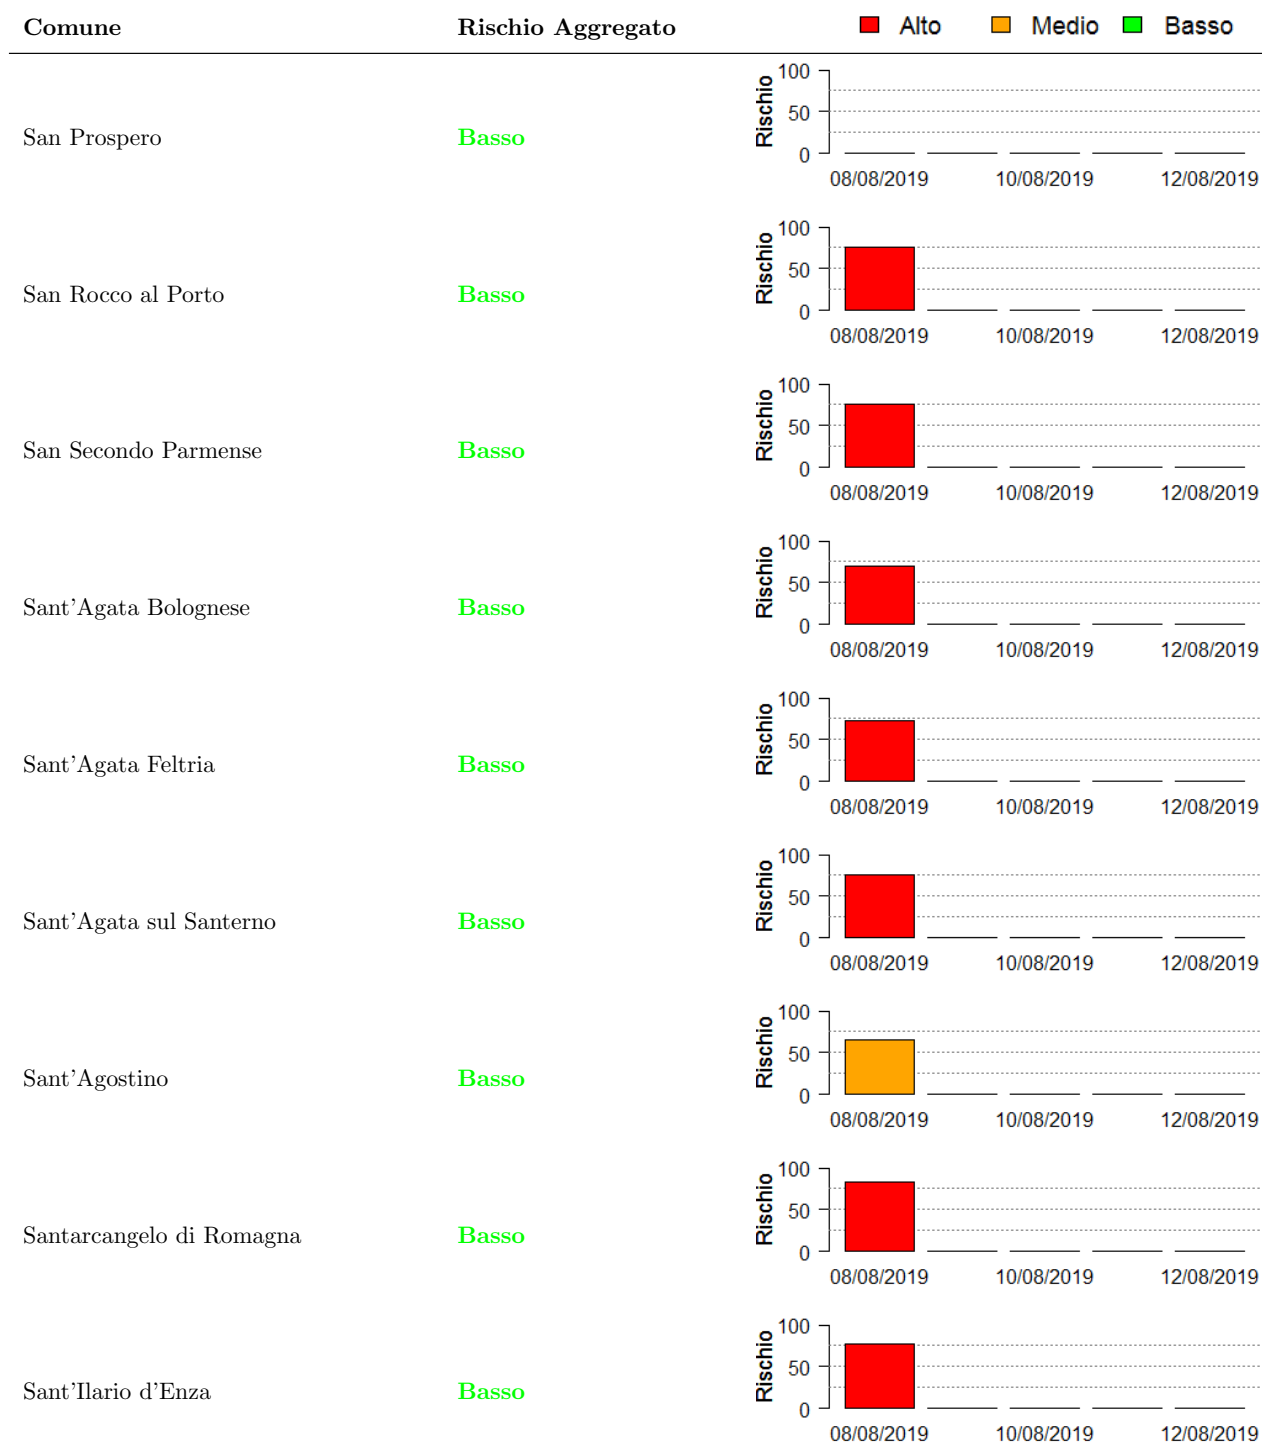 Comune Rischio Aggregato Alto Medio Basso
100
50
0
Rischio
San Prospero Basso
08/08/2019 10/08/2019 12/08/2019
100
50
0
Rischio
San Rocco al Porto Basso
08/08/2019 10/08/2019 12/08/2019
100
50
0
Rischio
San Secondo Parmense Basso
08/08/2019 10/08/2019 12/08/2019
100
50
0
Rischio
Sant'Agata Bolognese Basso
08/08/2019 10/08/2019 12/08/2019
100
50
0
Rischio
Sant'Agata Feltria Basso
08/08/2019 10/08/2019 12/08/2019
100
50
0
Rischio
Sant'Agata sul Santerno Basso
08/08/2019 10/08/2019 12/08/2019
100
50
0
Rischio
Sant'Agostino Basso
08/08/2019 10/08/2019 12/08/2019
100
50
0
Rischio
Santarcangelo di Romagna Basso
08/08/2019 10/08/2019 12/08/2019
100
50
0
Rischio
Sant'Ilario d'Enza Basso
08/08/2019 10/08/2019 12/08/2019